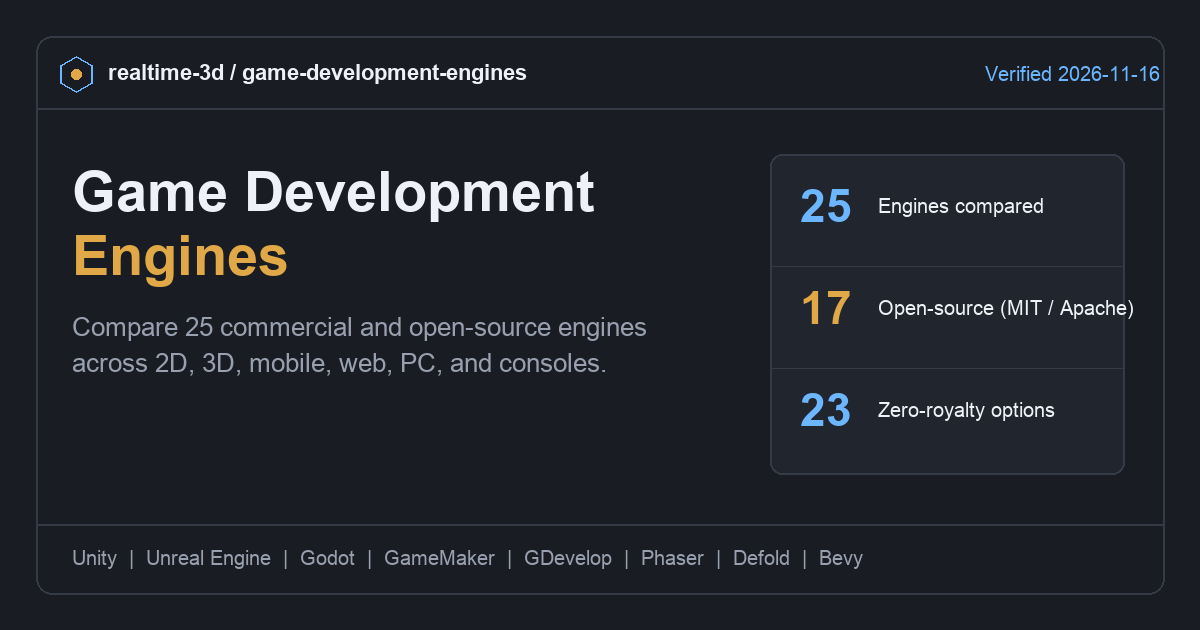 realtime-3d / game-development-engines
Verified 2026-11-16
Game Development
Engines
Compare 25 commercial and open-source engines
across 2D, 3D, mobile, web, PC, and consoles.
25 Engines compared
17 Open-source (MIT / Apache)
23 Zero-royalty options
Unity | Unreal Engine | Godot | GameMaker | GDevelop | Phaser | Defold | Bevy